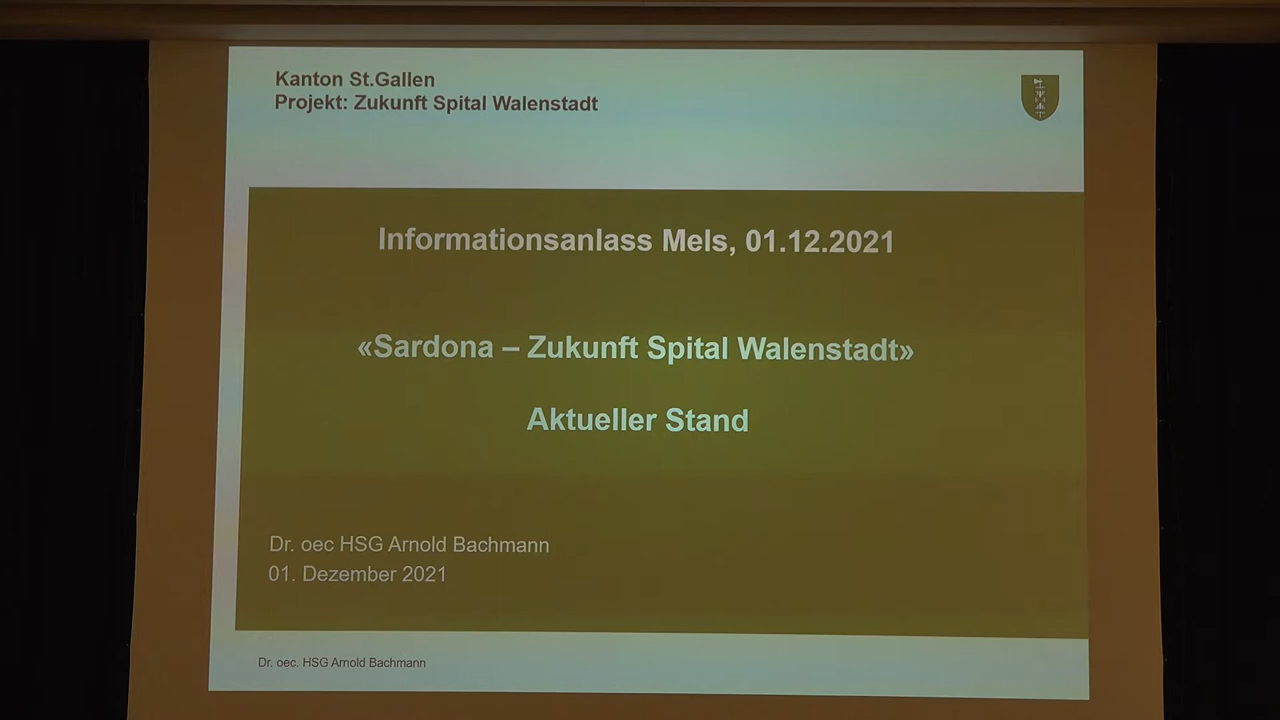 Kanton St.Gallen
Projekt: Zukunft Spital Walenstadt
Informationsanlass Mels, 01.12.2021
«Sardona – Zukunft Spital Walenstadt»
Aktueller Stand
Dr. oec HSG Arnold Bachmann
01. Dezember 2021
Dr. oec. HSG Arnold Bachmann